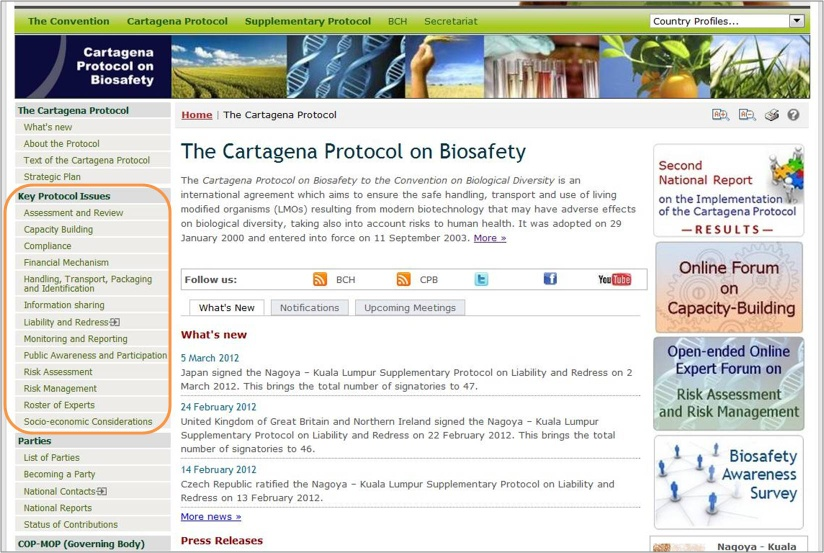 The Convention
Cartagena Protocol
Supplementary Protocol
BCH
Secretariat
Country Profiles...
Cartagena
Protocol on
Biosafety
The Cartagena Protocol
What's new
About the Protocol
Text of the Cartagena Protocol
Strategic Plan
Key Protocol Issues
Assessment and Review
Capacity Building
Compliance
Financial Mechanism
Handling, Transport, Packaging
and Identification
Information sharing
Liability and Redress
Monitoring and Reporting
Public Awareness and Participation
Risk Assessment
Risk Management
Roster of Experts
Socio-economic Considerations
Parties
List of Parties
Becoming a Party
National Contacts
National Reports
Status of Contributions
COP-MOP (Governing Body)
Home | The Cartagena Protocol
The Cartagena Protocol on Biosafety
The Cartagena Protocol on Biosafety to the Convention on Biological Diversity is an
international agreement which aims to ensure the safe handling, transport and use of living
modified organisms (LMOs) resulting from modern biotechnology that may have adverse effects
on biological diversity, taking also into account risks to human health. It was adopted on 29
January 2000 and entered into force on 11 September 2003. More »
Follow us:
BCH
CPB
YouTube
What's New
Notifications
Upcoming Meetings
What's new
5 March 2012
Japan signed the Nagoya – Kuala Lumpur Supplementary Protocol on Liability and Redress on 2
March 2012. This brings the total number of signatories to 47.
24 February 2012
United Kingdom of Great Britain and Northern Ireland signed the Nagoya – Kuala Lumpur
Supplementary Protocol on Liability and Redress on 22 February 2012. This brings the total
number of signatories to 46.
14 February 2012
Czech Republic ratified the Nagoya – Kuala Lumpur Supplementary Protocol on Liability and
Redress on 13 February 2012.
More news »
Press Releases
Second
National Report
on the Implementation
of the Cartagena Protocol
— RESULTS —
Online Forum
on
Capacity-Building
Open-ended Online
Expert Forum on
Risk Assessment
and Risk Management
Biosafety
Awareness
Survey
Nagoya - Kuala